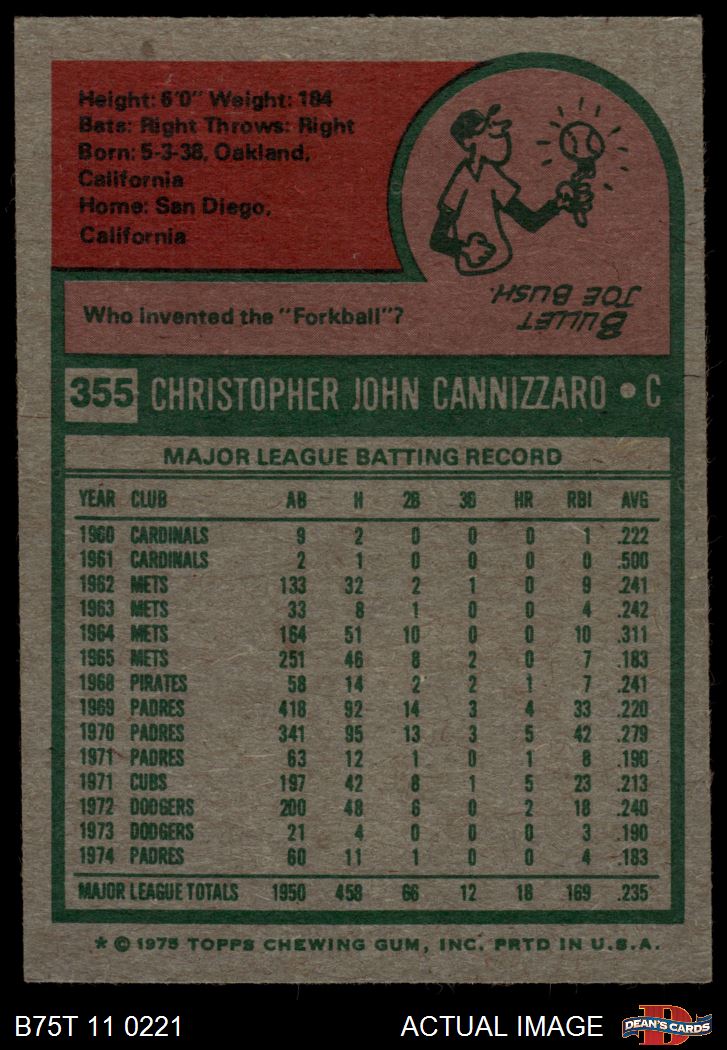 Height: 6'0" Weight: 184
Bats: Right Throws: Right
Born: 5-3-38, Oakland,
California
Home: San Diego,
California
Who invented the "Forkball"?
BULLET
JOE BUSH.
355 CHRISTOPHER JOHN CANNIZZARO • C
MAJOR LEAGUE BATTING RECORD
YEAR CLUB AB H 2B 3B HR RBI AVG
1960 CARDINALS 9 2 0 0 0 1 .222
1961 CARDINALS 2 1 0 0 0 0 .500
1962 METS 133 32 2 1 0 9 .241
1963 METS 33 8 1 0 0 4 .242
1964 METS 164 51 10 0 0 10 .311
1965 METS 251 46 8 2 0 7 .183
1968 PIRATES 58 14 2 2 1 7 .241
1969 PADRES 418 92 14 3 4 33 .220
1970 PADRES 341 95 13 3 5 42 .279
1971 PADRES 63 12 1 0 1 8 .190
1971 CUBS 197 42 8 1 5 23 .213
1972 DODGERS 200 48 6 0 2 18 .240
1973 DODGERS 21 4 0 0 0 3 .190
1974 PADRES 60 11 1 0 0 4 .183
MAJOR LEAGUE TOTALS 1950 458 66 12 18 169 .235
* © 1975 TOPPS CHEWING GUM, INC. PRTD IN U.S.A.
B75T 11 0221 ACTUAL IMAGE D DEAN'S CARDS